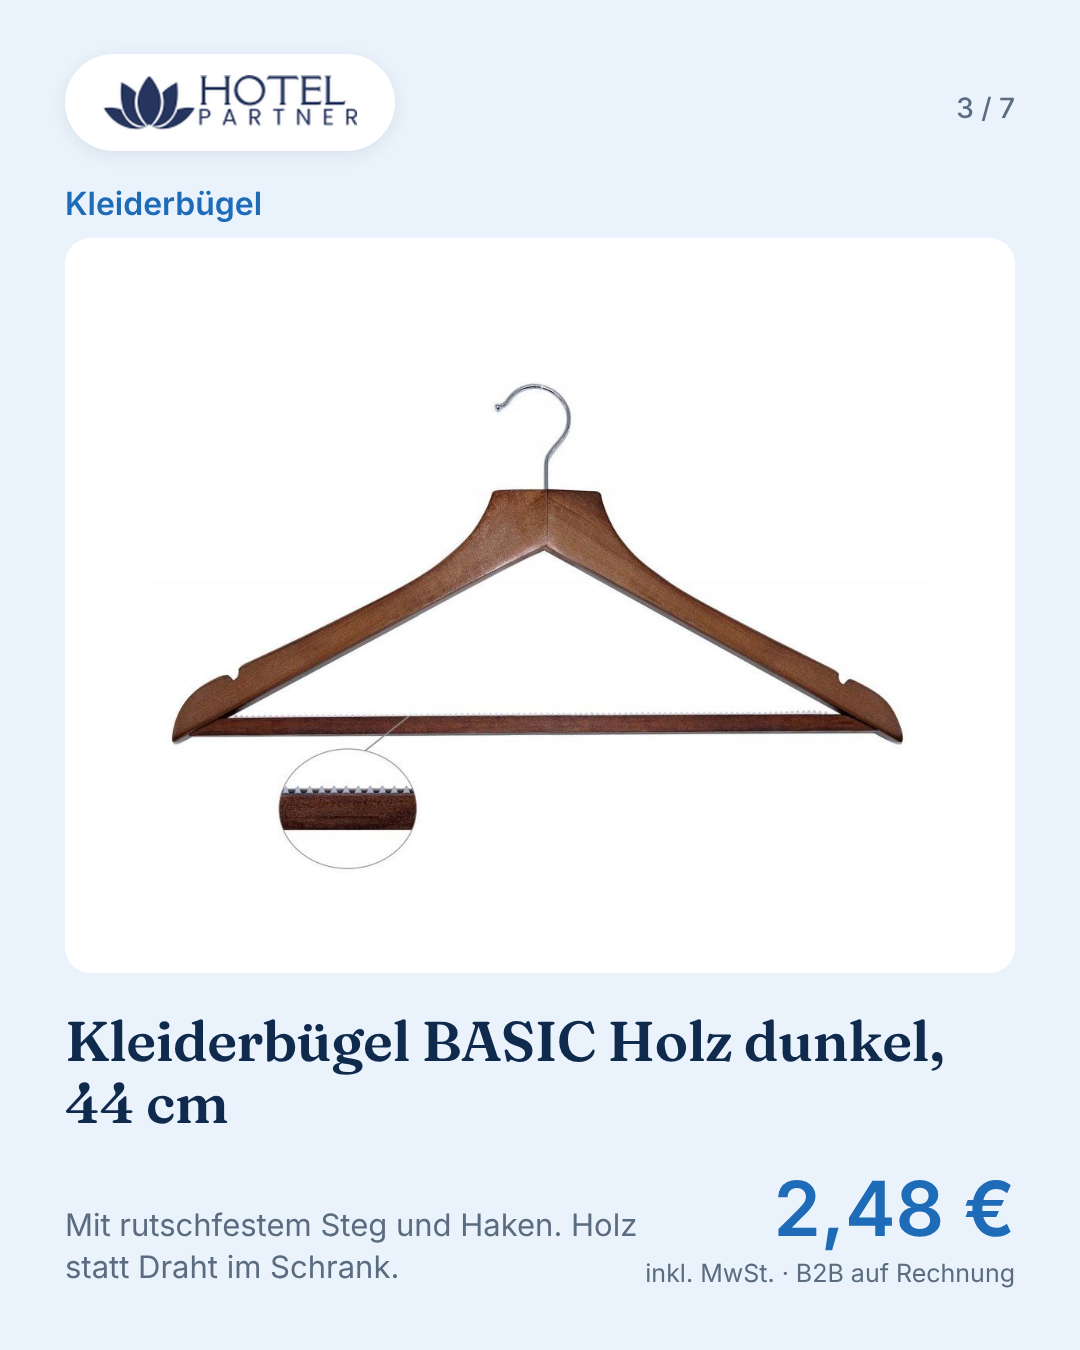 HOTEL
PARTNER
3 / 7
Kleiderbügel
Kleiderbügel BASIC Holz dunkel,
44 cm
Mit rutschfestem Steg und Haken. Holz
statt Draht im Schrank.
2,48 €
inkl. MwSt. · B2B auf Rechnung